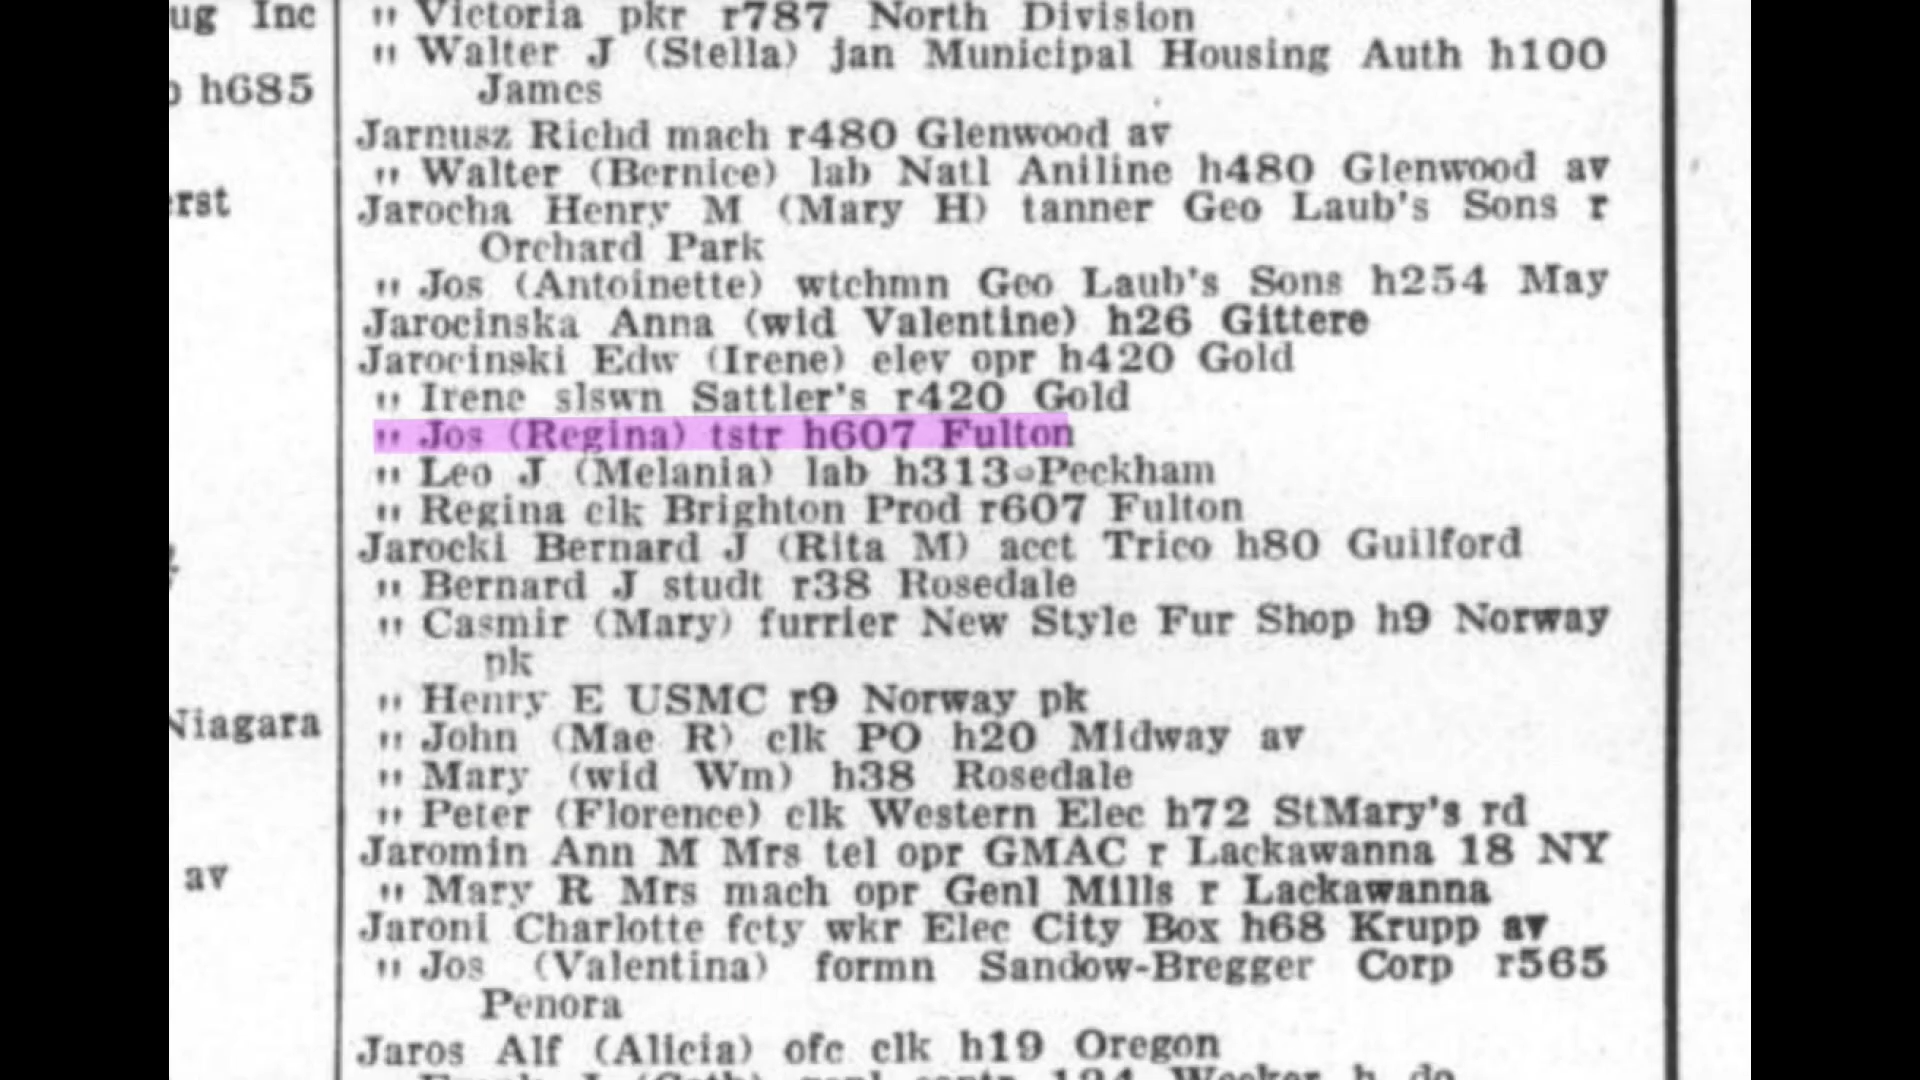 ug Inc
h685
erst
Niagara
av
" Victoria pkr r787 North Division
" Walter J (Stella) jan Municipal Housing Auth h100
James
Jarnusz Richd mach r480 Glenwood av
" Walter (Bernice) lab Natl Aniline h480 Glenwood av
Jarocha Henry M (Mary H) tanner Geo Laub's Sons r
Orchard Park
" Jos (Antoinette) wtchmn Geo Laub's Sons h254 May
Jarocinska Anna (wid Valentine) h26 Gittere
Jarocinski Edw (Irene) elev opr h420 Gold
" Irene slswn Sattler's r420 Gold
" Jos (Regina) tstr h607 Fulton
" Leo J (Melania) lab h313 Peckham
" Regina clk Brighton Prod r607 Fulton
Jarocki Bernard J (Rita M) acct Trico h80 Guilford
" Bernard J studt r38 Rosedale
" Casmir (Mary) furrier New Style Fur Shop h9 Norway
pk
" Henry E USMC r9 Norway pk
" John (Mae R) clk PO h20 Midway av
" Mary (wid Wm) h38 Rosedale
" Peter (Florence) clk Western Elec h72 StMary's rd
Jaromin Ann M Mrs tel opr GMAC r Lackawanna 18 NY
" Mary R Mrs mach opr Genl Mills r Lackawanna
Jaroni Charlotte fcty wkr Elec City Box h68 Krupp av
" Jos (Valentina) formn Sandow-Bregger Corp r565
Penora
Jaros Alf (Alicia) ofc clk h19 Oregon